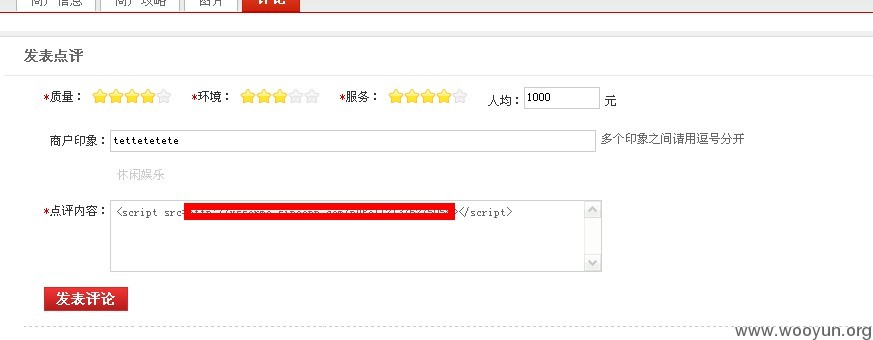 商户信息 商户攻略 图片 评论
发表点评
*质量： *环境： *服务： 人均：1000 元
商户印象：tettetetete 多个印象之间请用逗号分开
休闲娱乐
*点评内容：<script src= ></script>
发表评论
www.wooyun.org